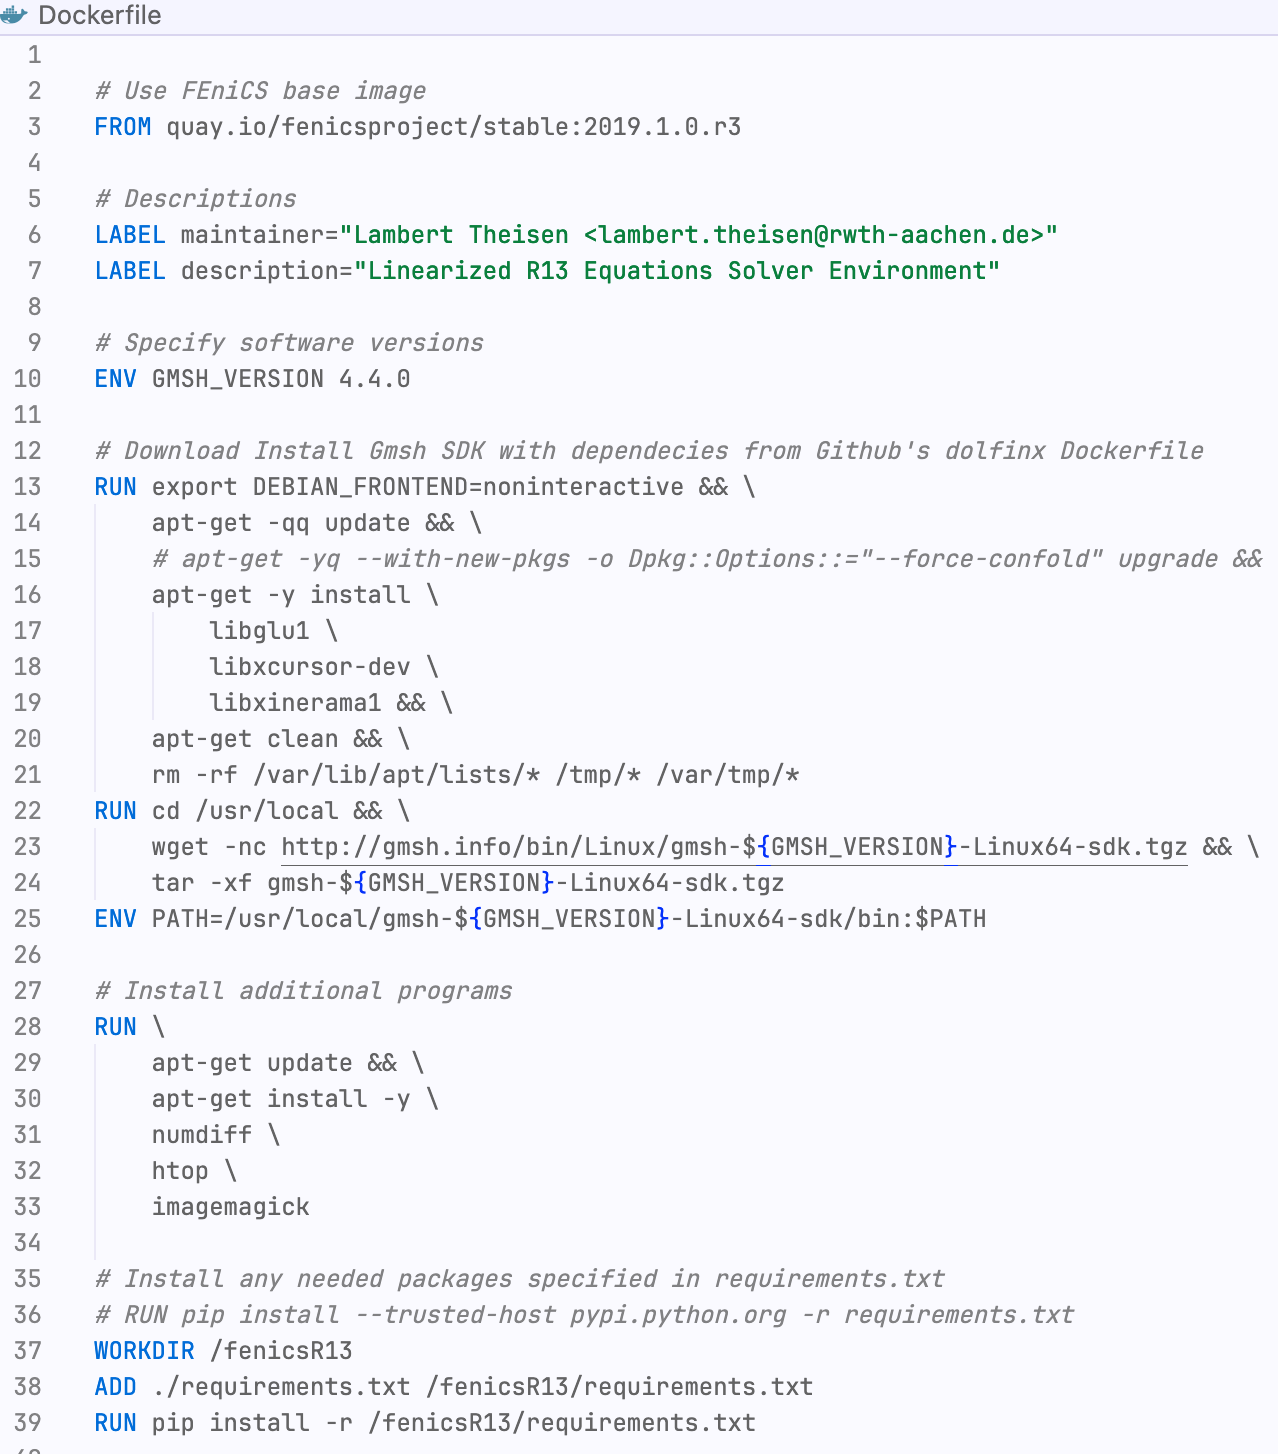 Dockerfile
1
2 # Use FEniCS base image
3 FROM quay.io/fenicsproject/stable:2019.1.0.r3
4
5 # Descriptions
6 LABEL maintainer="Lambert Theisen <lambert.theisen@rwth-aachen.de>"
7 LABEL description="Linearized R13 Equations Solver Environment"
8
9 # Specify software versions
10 ENV GMSH_VERSION 4.4.0
11
12 # Download Install Gmsh SDK with dependecies from Github's dolfinx Dockerfile
13 RUN export DEBIAN_FRONTEND=noninteractive && \
14 apt-get -qq update && \
15 # apt-get -yq --with-new-pkgs -o Dpkg::Options::="--force-confold" upgrade &&
16 apt-get -y install \
17 libglu1 \
18 libxcursor-dev \
19 libxinerama1 && \
20 apt-get clean && \
21 rm -rf /var/lib/apt/lists/* /tmp/* /var/tmp/*
22 RUN cd /usr/local && \
23 wget -nc http://gmsh.info/bin/Linux/gmsh-${GMSH_VERSION}-Linux64-sdk.tgz && \
24 tar -xf gmsh-${GMSH_VERSION}-Linux64-sdk.tgz
25 ENV PATH=/usr/local/gmsh-${GMSH_VERSION}-Linux64-sdk/bin:$PATH
26
27 # Install additional programs
28 RUN \
29 apt-get update && \
30 apt-get install -y \
31 numdiff \
32 htop \
33 imagemagick
34
35 # Install any needed packages specified in requirements.txt
36 # RUN pip install --trusted-host pypi.python.org -r requirements.txt
37 WORKDIR /fenicsR13
38 ADD ./requirements.txt /fenicsR13/requirements.txt
39 RUN pip install -r /fenicsR13/requirements.txt